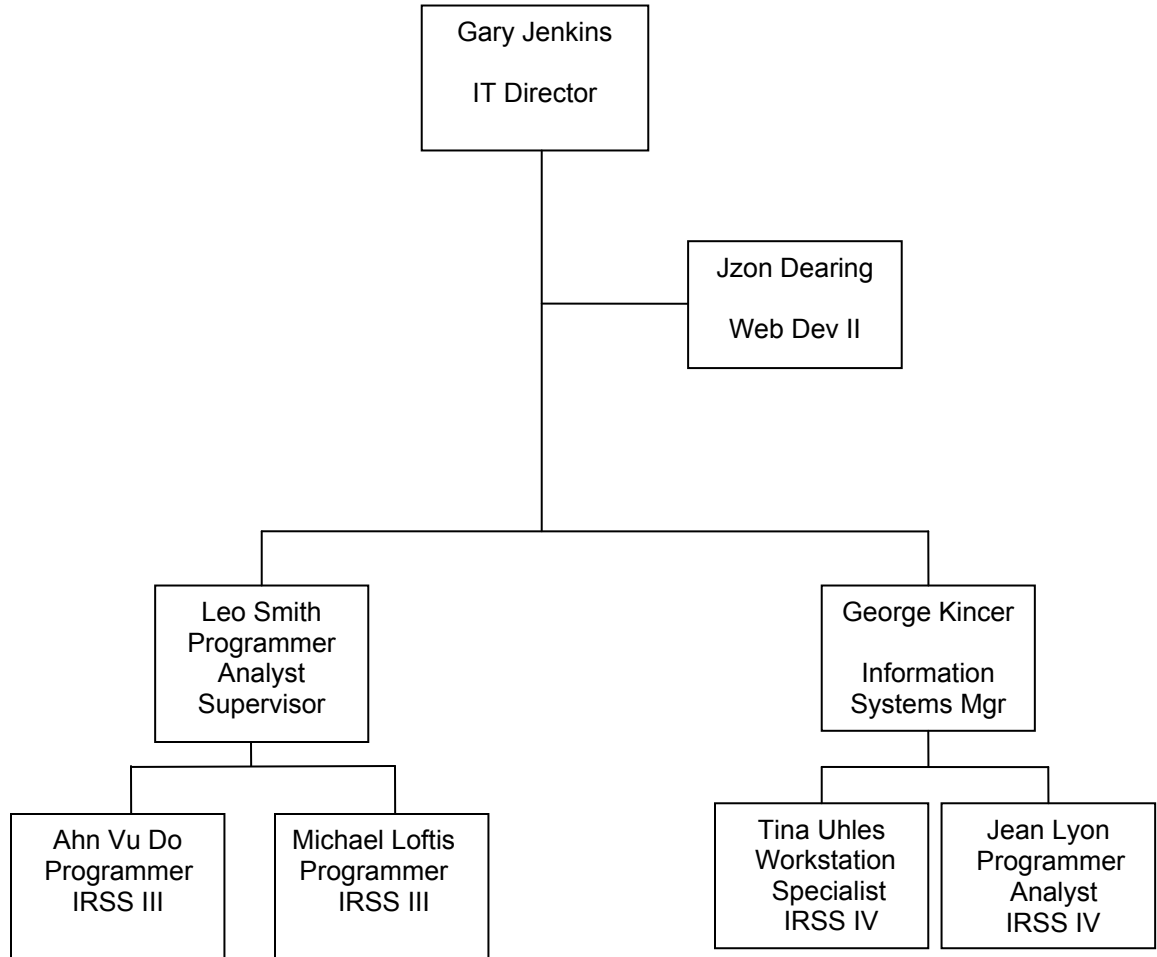 Gary Jenkins
IT Director
Jzon Dearing
Web Dev II
Leo Smith
Programmer
Analyst
Supervisor
George Kincer
Information
Systems Mgr
Ahn Vu Do
Programmer
IRSS III
Michael Loftis
Programmer
IRSS III
Tina Uhles
Workstation
Specialist
IRSS IV
Jean Lyon
Programmer
Analyst
IRSS IV